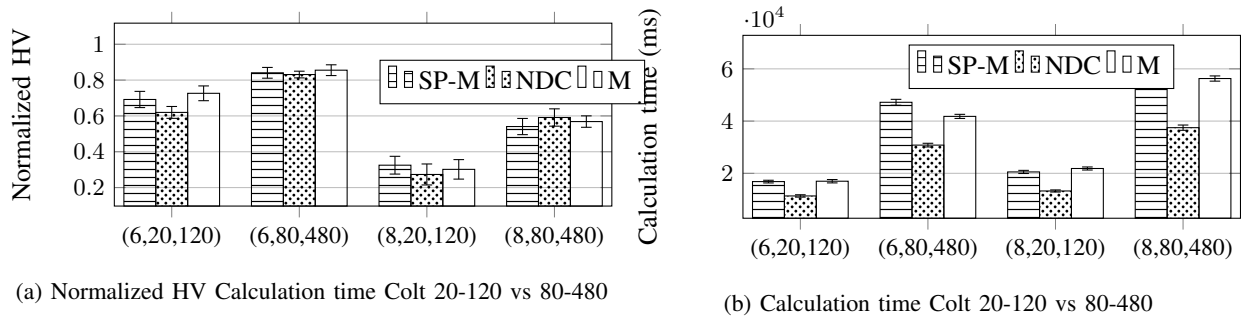 Normalized HV
1
0.8
0.6
0.4
0.2
SP-M NDC M
(6,20,120) (6,80,480) (8,20,120) (8,80,480)
(a) Normalized HV Calculation time Colt 20-120 vs 80-480
Calculation time (ms)
·10^4
6
4
2
SP-M NDC M
(6,20,120) (6,80,480) (8,20,120) (8,80,480)
(b) Calculation time Colt 20-120 vs 80-480